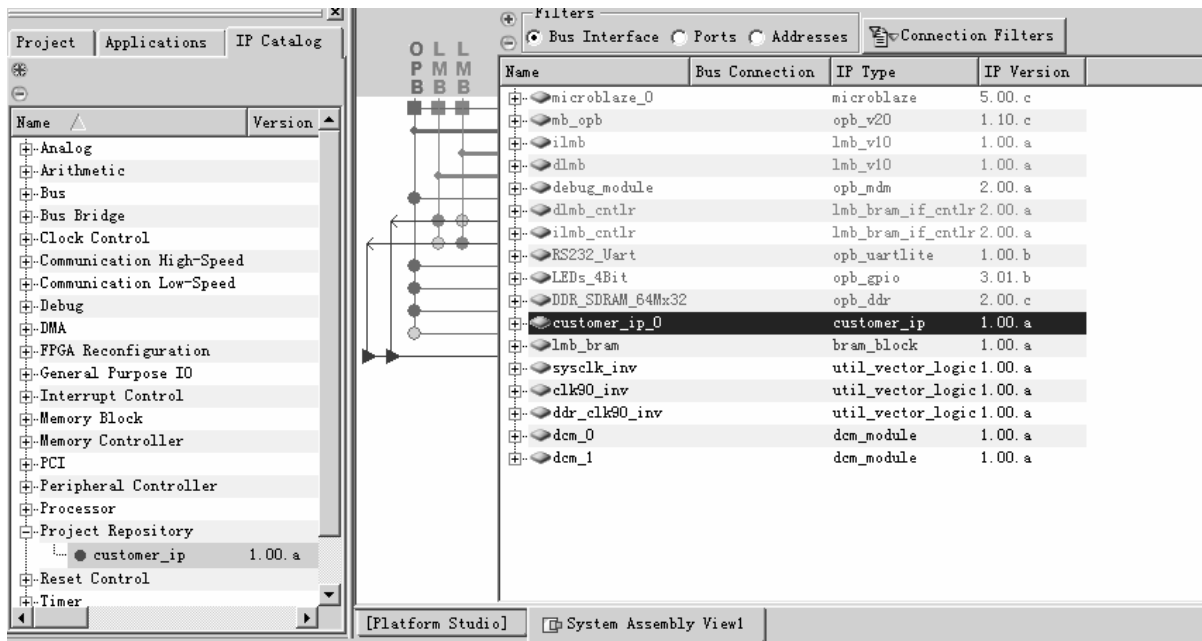 Project Applications IP Catalog
Name Version
Analog
Arithmetic
Bus
Bus Bridge
Clock Control
Communication High-Speed
Communication Low-Speed
Debug
DMA
FPGA Reconfiguration
General Purpose IO
Interrupt Control
Memory Block
Memory Controller
PCI
Peripheral Controller
Processor
Project Repository
customer_ip 1.00.a
Reset Control
Timer
OPB LMB LMB
Filters
Bus Interface Ports Addresses Connection Filters
Name Bus Connection IP Type IP Version
microblaze_0 microblaze 5.00.c
mb_opb opb_v20 1.10.c
ilmb lmb_v10 1.00.a
dlmb lmb_v10 1.00.a
debug_module opb_mdm 2.00.a
dlmb_cntlr lmb_bram_if_cntlr 2.00.a
ilmb_cntlr lmb_bram_if_cntlr 2.00.a
RS232_Uart opb_uartlite 1.00.b
LEDs_4Bit opb_gpio 3.01.b
DDR_SDRAM_64Mx32 opb_ddr 2.00.c
customer_ip_0 customer_ip 1.00.a
lmb_bram bram_block 1.00.a
sysclk_inv util_vector_logic 1.00.a
clk90_inv util_vector_logic 1.00.a
ddr_clk90_inv util_vector_logic 1.00.a
dcm_0 dcm_module 1.00.a
dcm_1 dcm_module 1.00.a
[Platform Studio] System Assembly View1